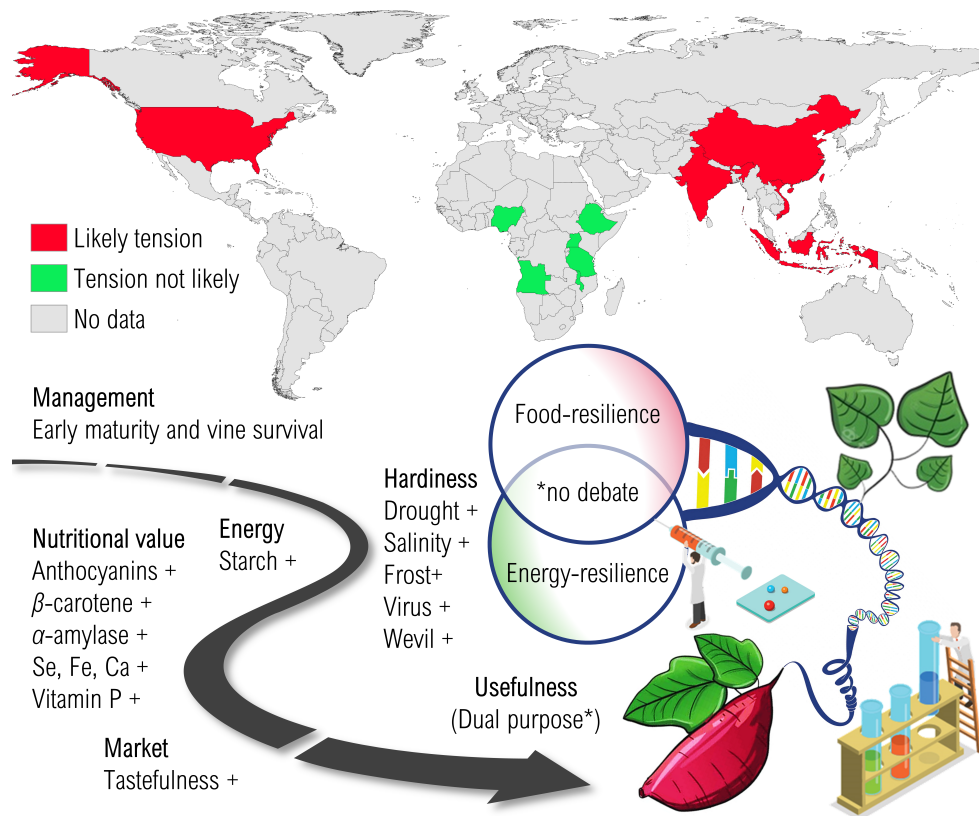 Likely tension
Tension not likely
No data
Management
Early maturity and vine survival
Food-resilience
*no debate
Energy-resilience
Hardiness
Drought +
Salinity +
Frost+
Virus +
Wevil +
Energy
Starch +
Nutritional value
Anthocyanins +
β-carotene +
α-amylase +
Se, Fe, Ca +
Vitamin P +
Usefulness
(Dual purpose*)
Market
Tastefulness +